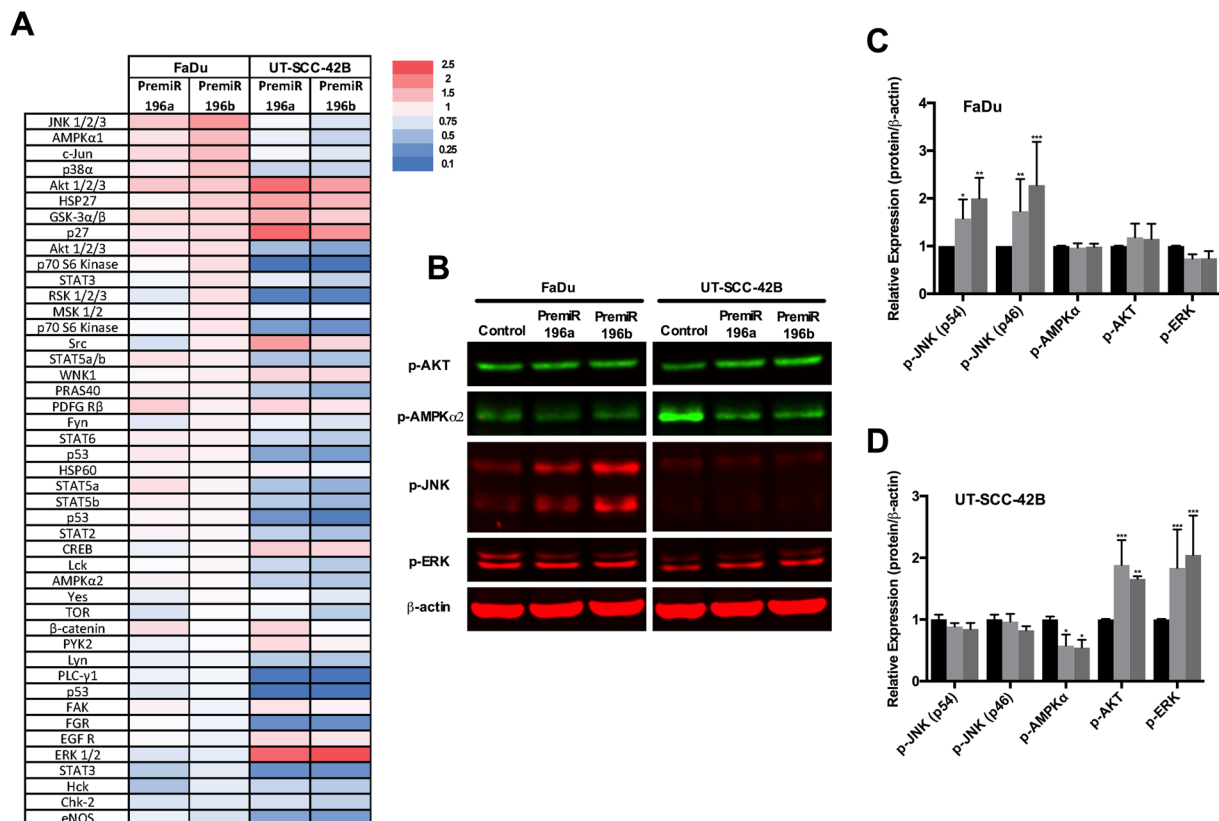 A
FaDu UT-SCC-42B
PremiR 196a PremiR 196b PremiR 196a PremiR 196b
JNK 1/2/3
AMPKα1
c-Jun
p38α
Akt 1/2/3
HSP27
GSK-3α/β
p27
Akt 1/2/3
p70 S6 Kinase
STAT3
RSK 1/2/3
MSK 1/2
p70 S6 Kinase
Src
STAT5a/b
WNK1
PRAS40
PDFG Rβ
Fyn
STAT6
p53
HSP60
STAT5a
STAT5b
p53
STAT2
CREB
Lck
AMPKα2
Yes
TOR
β-catenin
PYK2
Lyn
PLC-γ1
p53
FAK
FGR
EGF R
ERK 1/2
STAT3
Hck
Chk-2
eNOS
2.5
2
1.5
1
0.75
0.5
0.25
0.1
B
FaDu UT-SCC-42B
Control PremiR 196a PremiR 196b Control PremiR 196a PremiR 196b
p-AKT
p-AMPKα2
p-JNK
p-ERK
β-actin
C
FaDu
Relative Expression (protein/β-actin)
4
3
2
1
0
* ** ** ***
p-JNK (p54) p-JNK (p46) p-AMPKα p-AKT p-ERK
D
UT-SCC-42B
Relative Expression (protein/β-actin)
3
2
1
0
* * *** ** *** ***
p-JNK (p54) p-JNK (p46) p-AMPKα p-AKT p-ERK